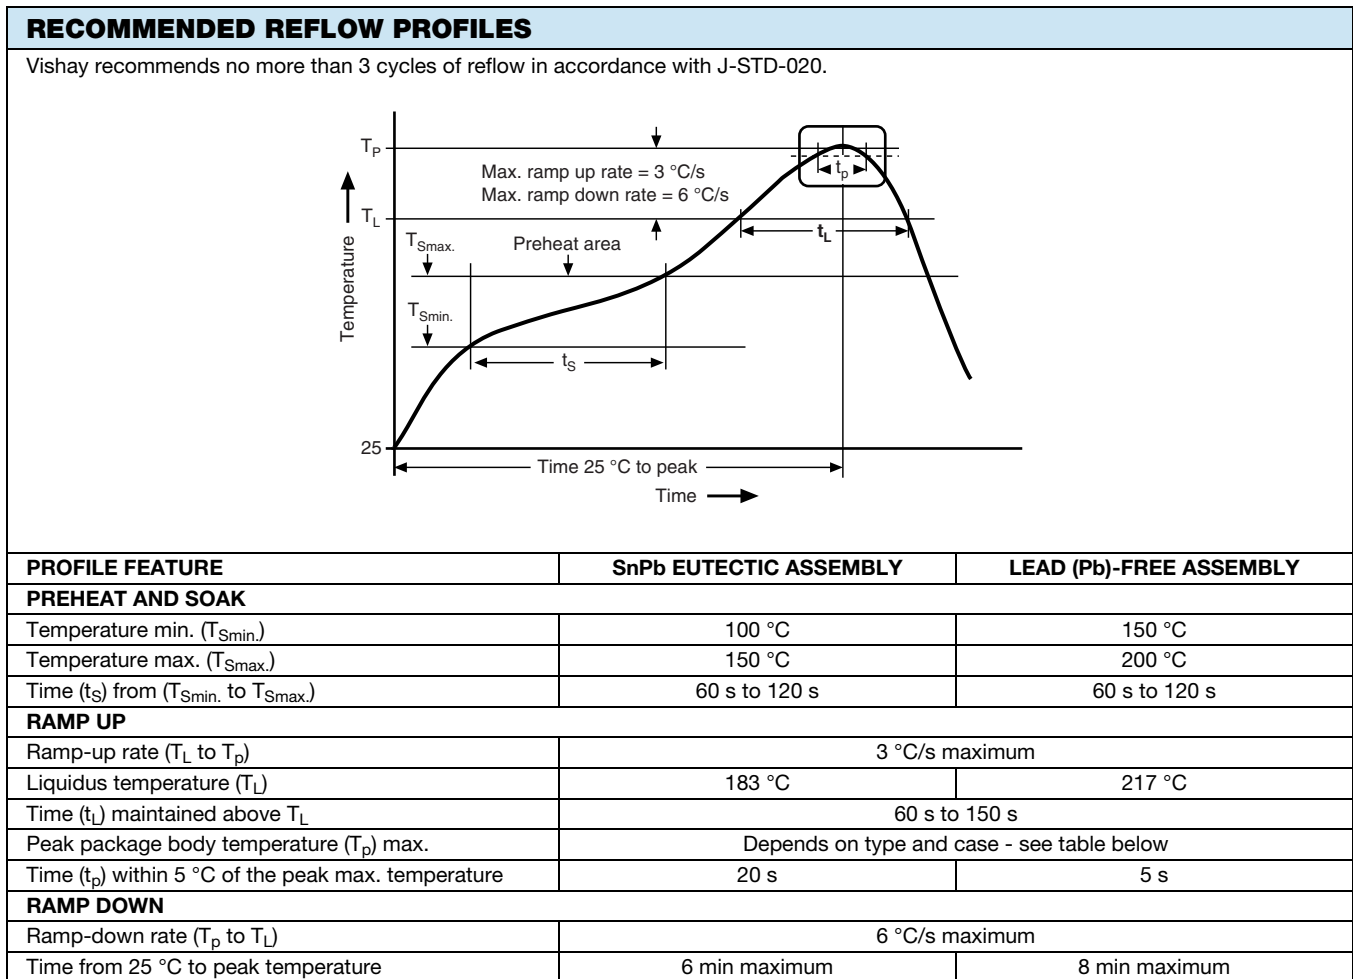 RECOMMENDED REFLOW PROFILES
Vishay recommends no more than 3 cycles of reflow in accordance with J-STD-020.
TP
Max. ramp up rate = 3 °C/s
Max. ramp down rate = 6 °C/s
tp
TL
tL
TSmax.
Preheat area
TSmin.
tS
Temperature
25
Time 25 °C to peak
Time
PROFILE FEATURE SnPb EUTECTIC ASSEMBLY LEAD (Pb)-FREE ASSEMBLY
PREHEAT AND SOAK
Temperature min. (TSmin.) 100 °C 150 °C
Temperature max. (TSmax.) 150 °C 200 °C
Time (tS) from (TSmin. to TSmax.) 60 s to 120 s 60 s to 120 s
RAMP UP
Ramp-up rate (TL to Tp) 3 °C/s maximum
Liquidus temperature (TL) 183 °C 217 °C
Time (tL) maintained above TL 60 s to 150 s
Peak package body temperature (Tp) max. Depends on type and case - see table below
Time (tp) within 5 °C of the peak max. temperature 20 s 5 s
RAMP DOWN
Ramp-down rate (Tp to TL) 6 °C/s maximum
Time from 25 °C to peak temperature 6 min maximum 8 min maximum